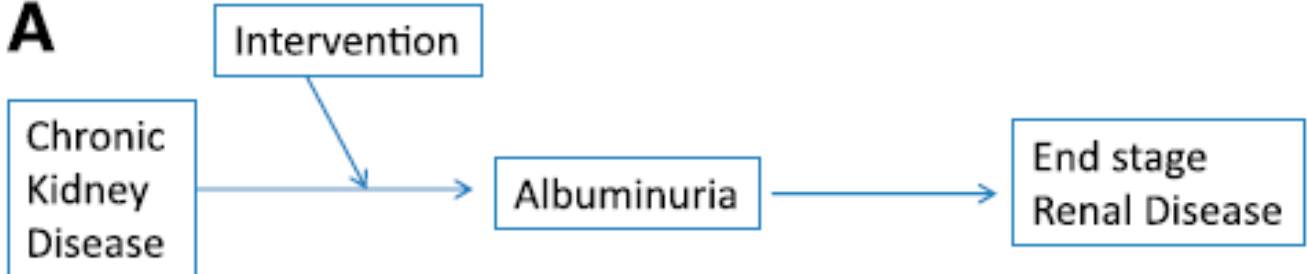 A
Intervention
Chronic
Kidney
Disease
Albuminuria
End stage
Renal Disease